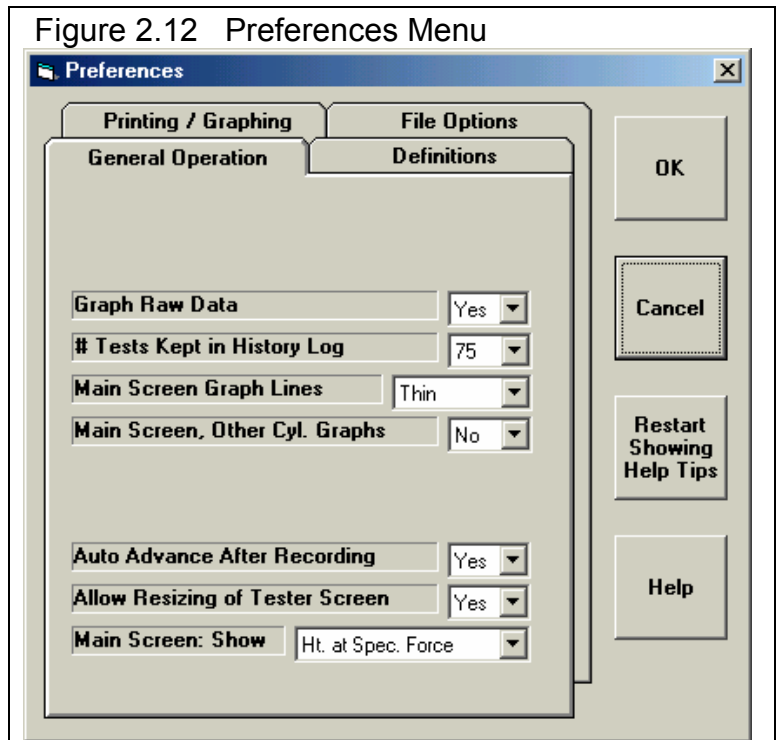 Figure 2.12 Preferences Menu
Preferences
Printing / Graphing
File Options
General Operation
Definitions
OK
Graph Raw Data
Yes
Cancel
# Tests Kept in History Log
75
Main Screen Graph Lines
Thin
Main Screen, Other Cyl. Graphs
No
Restart
Showing
Help Tips
Auto Advance After Recording
Yes
Allow Resizing of Tester Screen
Yes
Help
Main Screen: Show
Ht. at Spec. Force